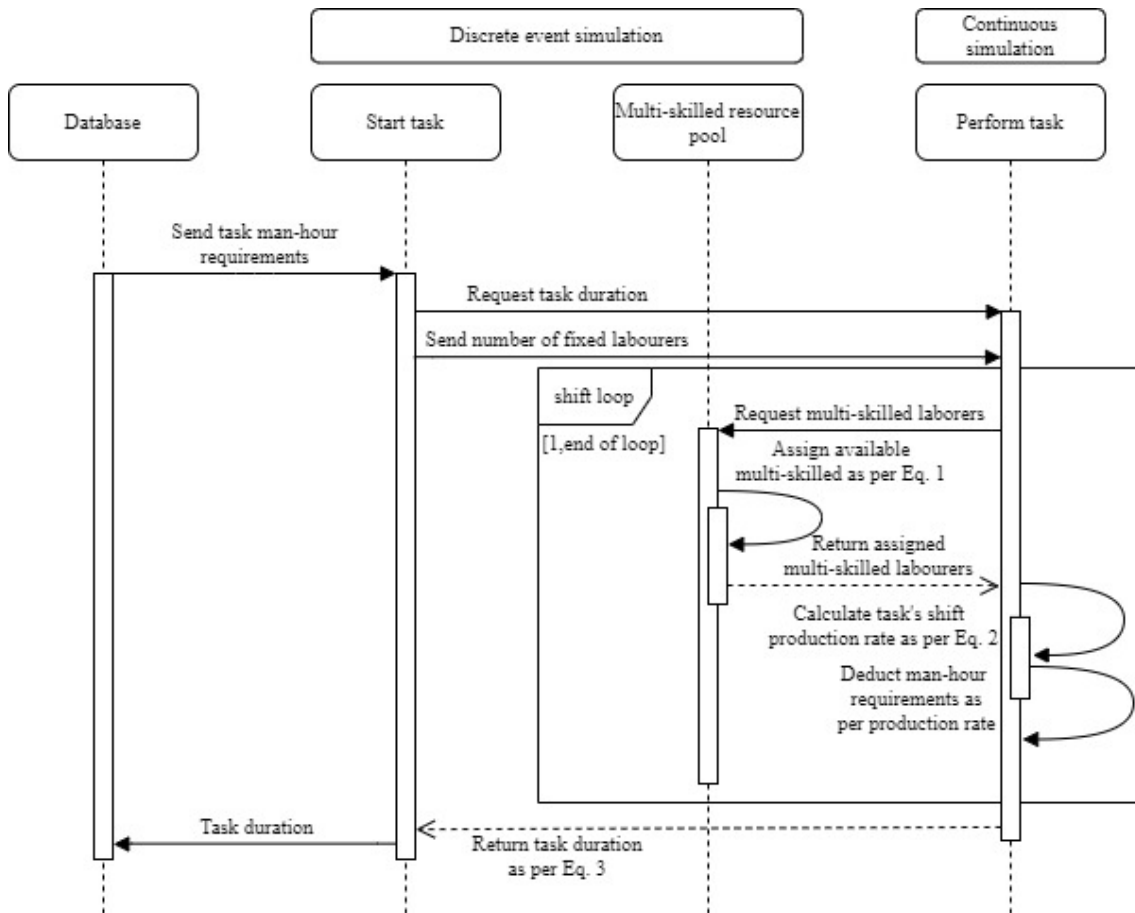 Discrete event simulation
Continuous
simulation
Database
Start task
Multi-skilled resource
pool
Perform task
Send task man-hour
requirements
Request task duration
Send number of fixed labourers
shift loop
[1,end of loop]
Request multi-skilled laborers
Assign available
multi-skilled as per Eq. 1
Return assigned
multi-skilled labourers
Calculate task's shift
production rate as per Eq. 2
Deduct man-hour
requirements as
per production rate
Task duration
Return task duration
as per Eq. 3